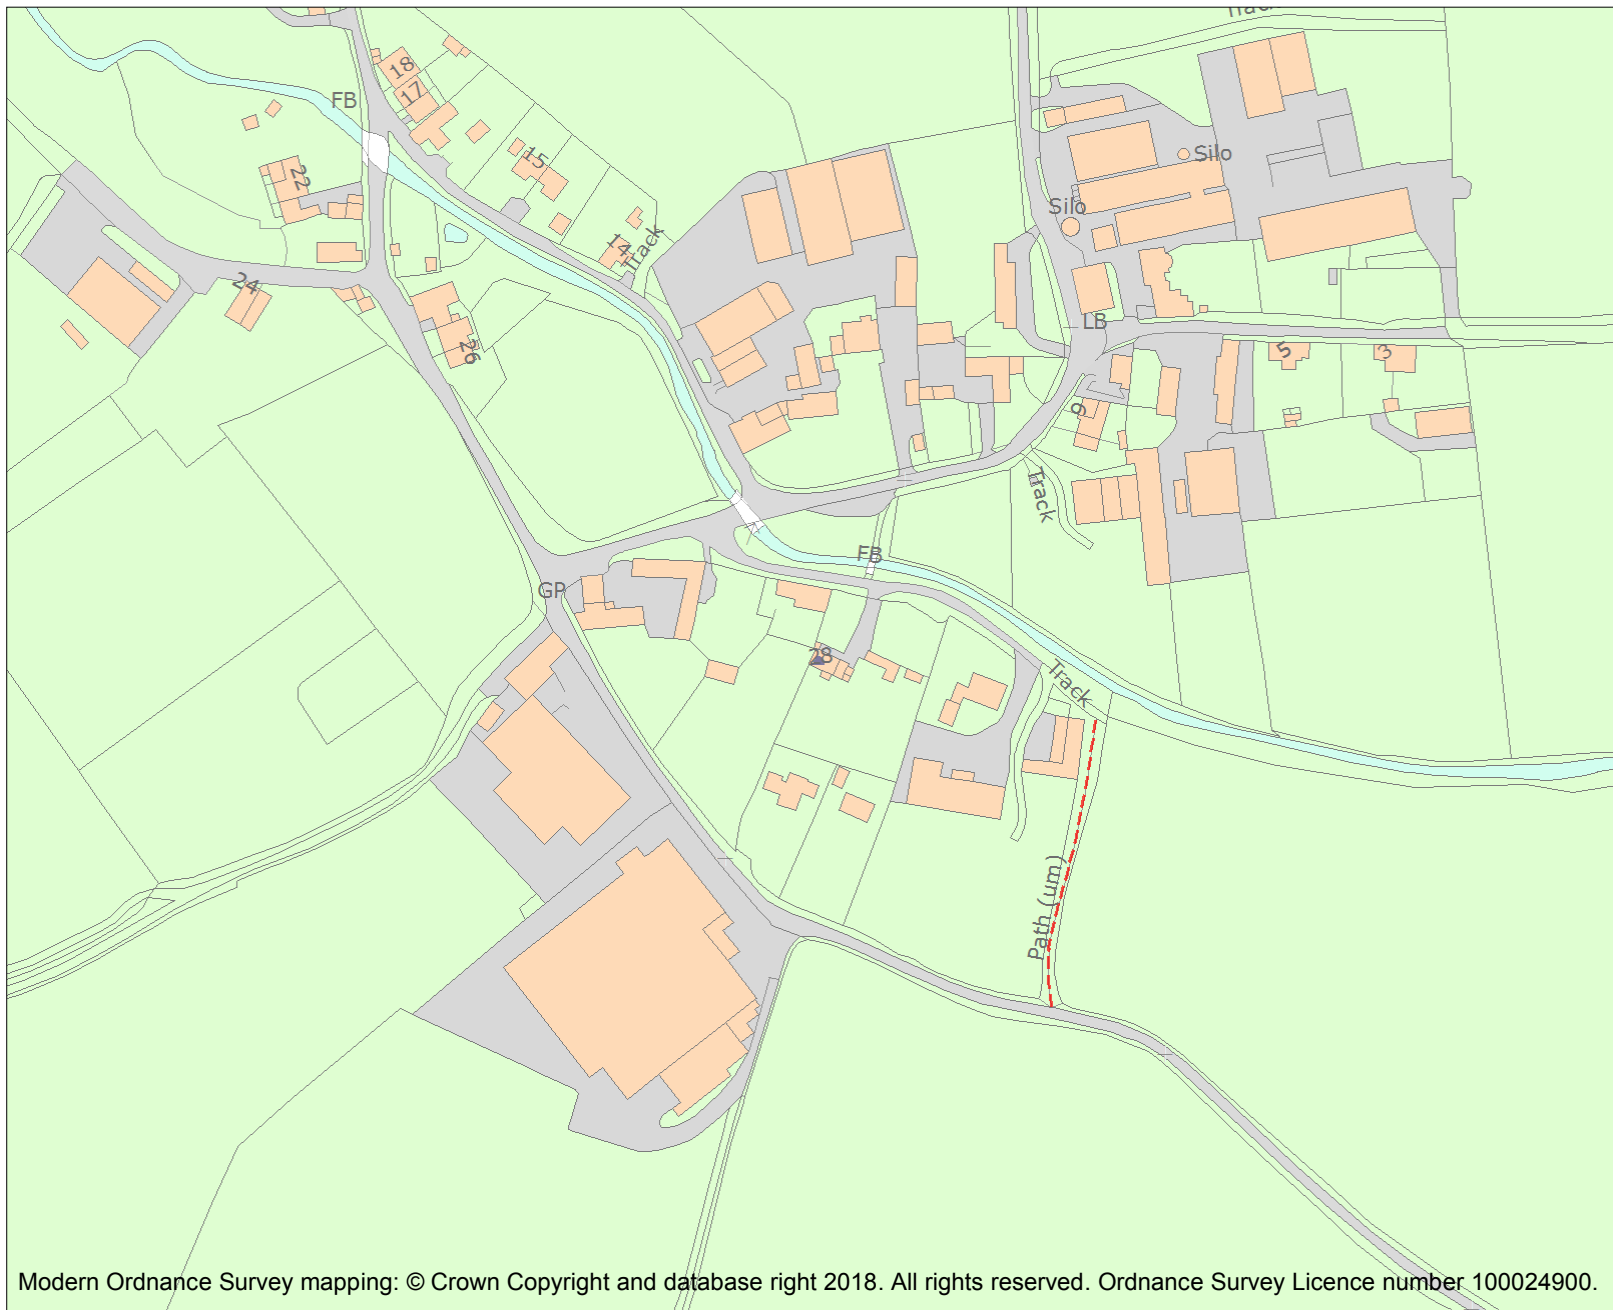 Track
18
17
FB
15
Silo
22
Silo
14
Track
24
LB
26
5
3
9
Track
FB
GP
28
Track
Path (um)
Modern Ordnance Survey mapping: © Crown Copyright and database right 2018. All rights reserved. Ordnance Survey Licence number 100024900.